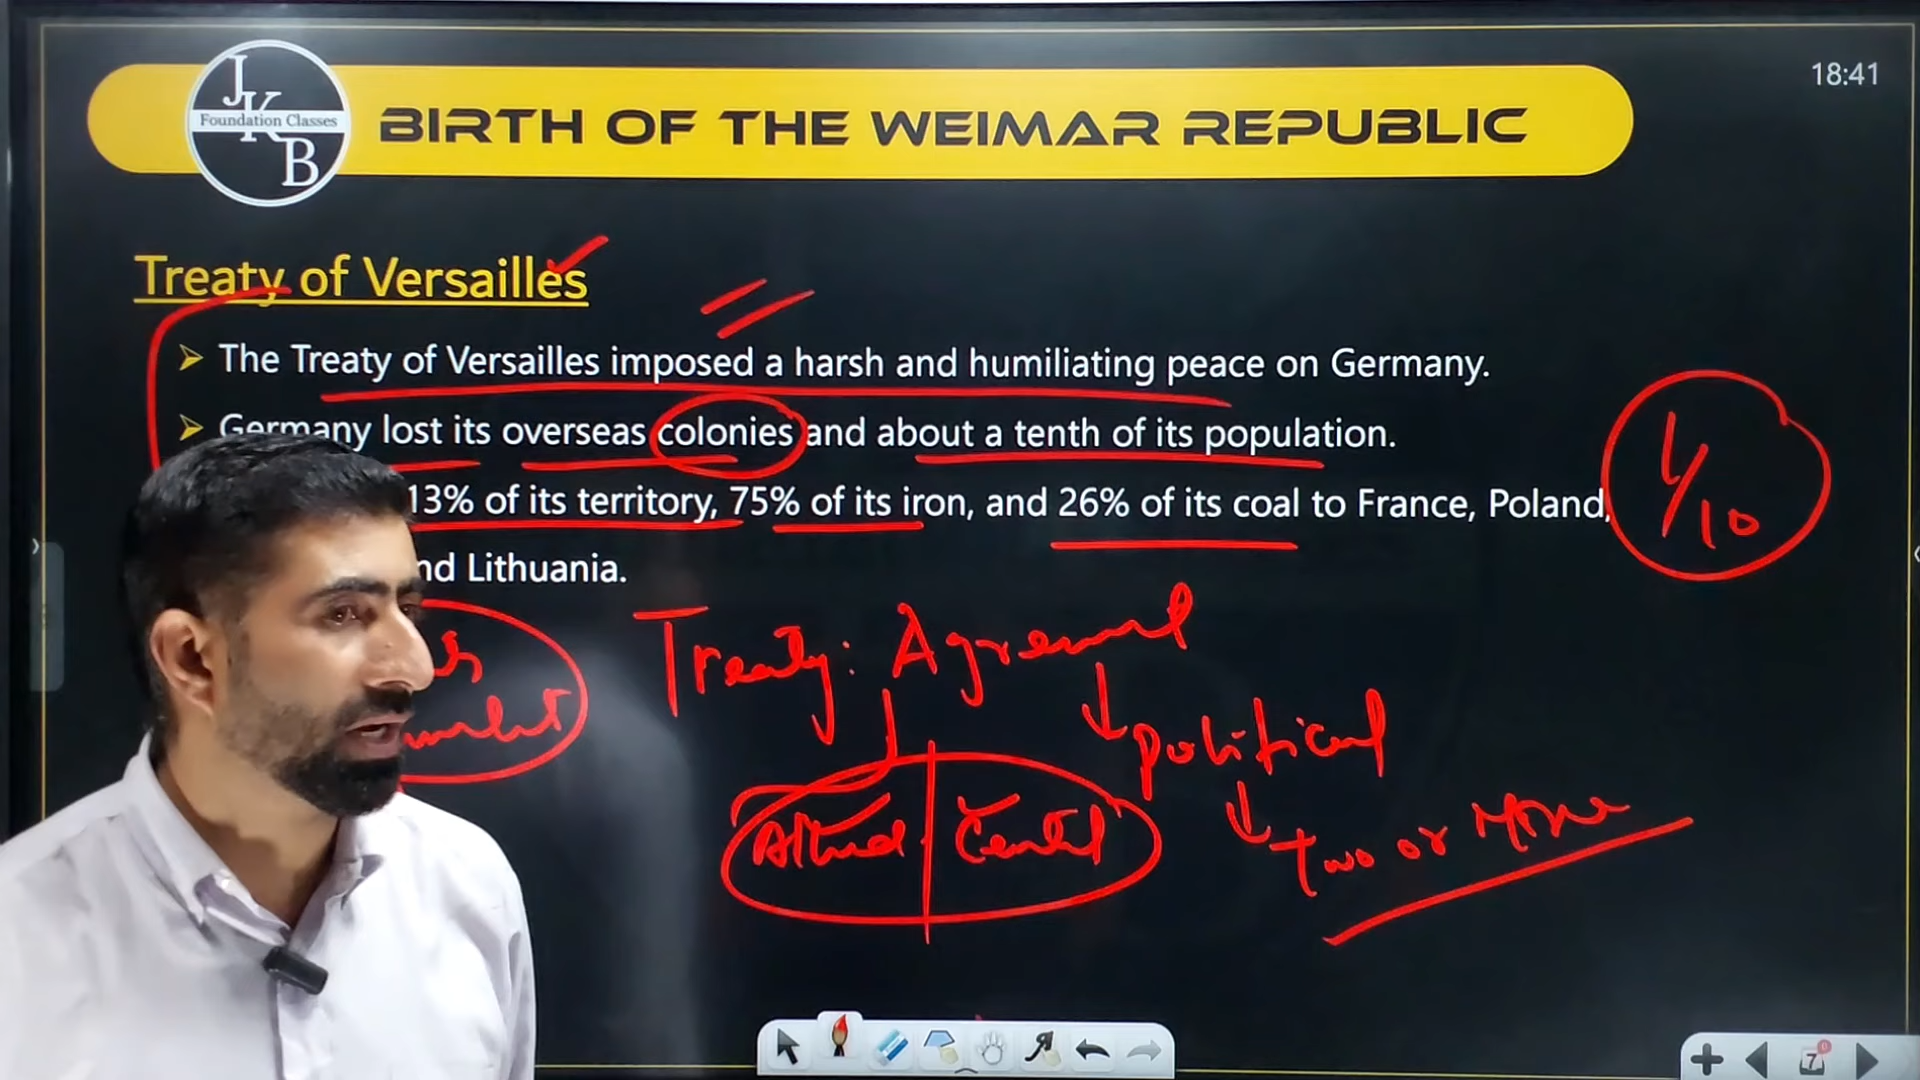 18:41
J
K
Foundation Classes
B
BIRTH OF THE WEIMAR REPUBLIC
Treaty of Versailles
➤ The Treaty of Versailles imposed a harsh and humiliating peace on Germany.
➤ Germany lost its overseas colonies and about a tenth of its population.
13% of its territory, 75% of its iron, and 26% of its coal to France, Poland,
nd Lithuania.
1/10
Treaty:
political
Two or More
7